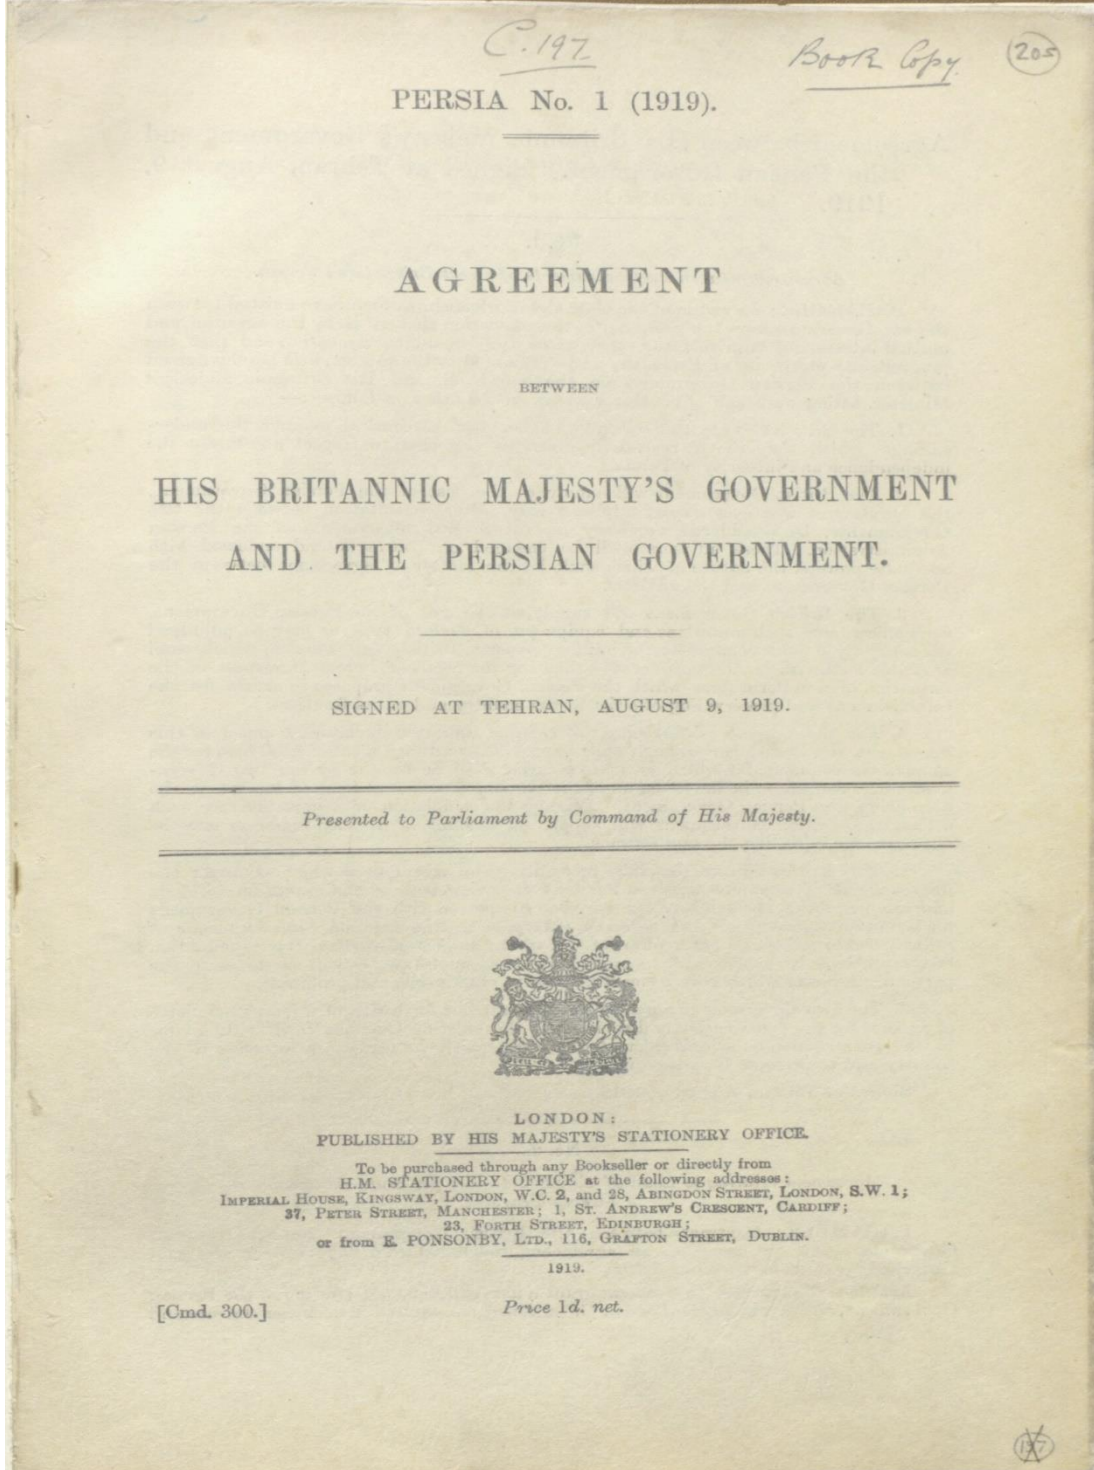 C. 197
Book Copy.
205
PERSIA No. 1 (1919).
AGREEMENT
BETWEEN
HIS BRITANNIC MAJESTY'S GOVERNMENT
AND THE PERSIAN GOVERNMENT.
SIGNED AT TEHRAN, AUGUST 9, 1919.
Presented to Parliament by Command of His Majesty.
LONDON:
PUBLISHED BY HIS MAJESTY'S STATIONERY OFFICE.
To be purchased through any Bookseller or directly from
H.M. STATIONERY OFFICE at the following addresses:
IMPERIAL HOUSE, KINGSWAY, LONDON, W.C. 2, and 28, ABINGDON STREET, LONDON, S.W. 1;
37, PETER STREET, MANCHESTER; 1, ST. ANDREW'S CRESCENT, CARDIFF;
23, FORTH STREET, EDINBURGH;
or from E. PONSONBY, LTD., 116, GRAFTON STREET, DUBLIN.
1919.
[Cmd. 300.]
Price 1d. net.